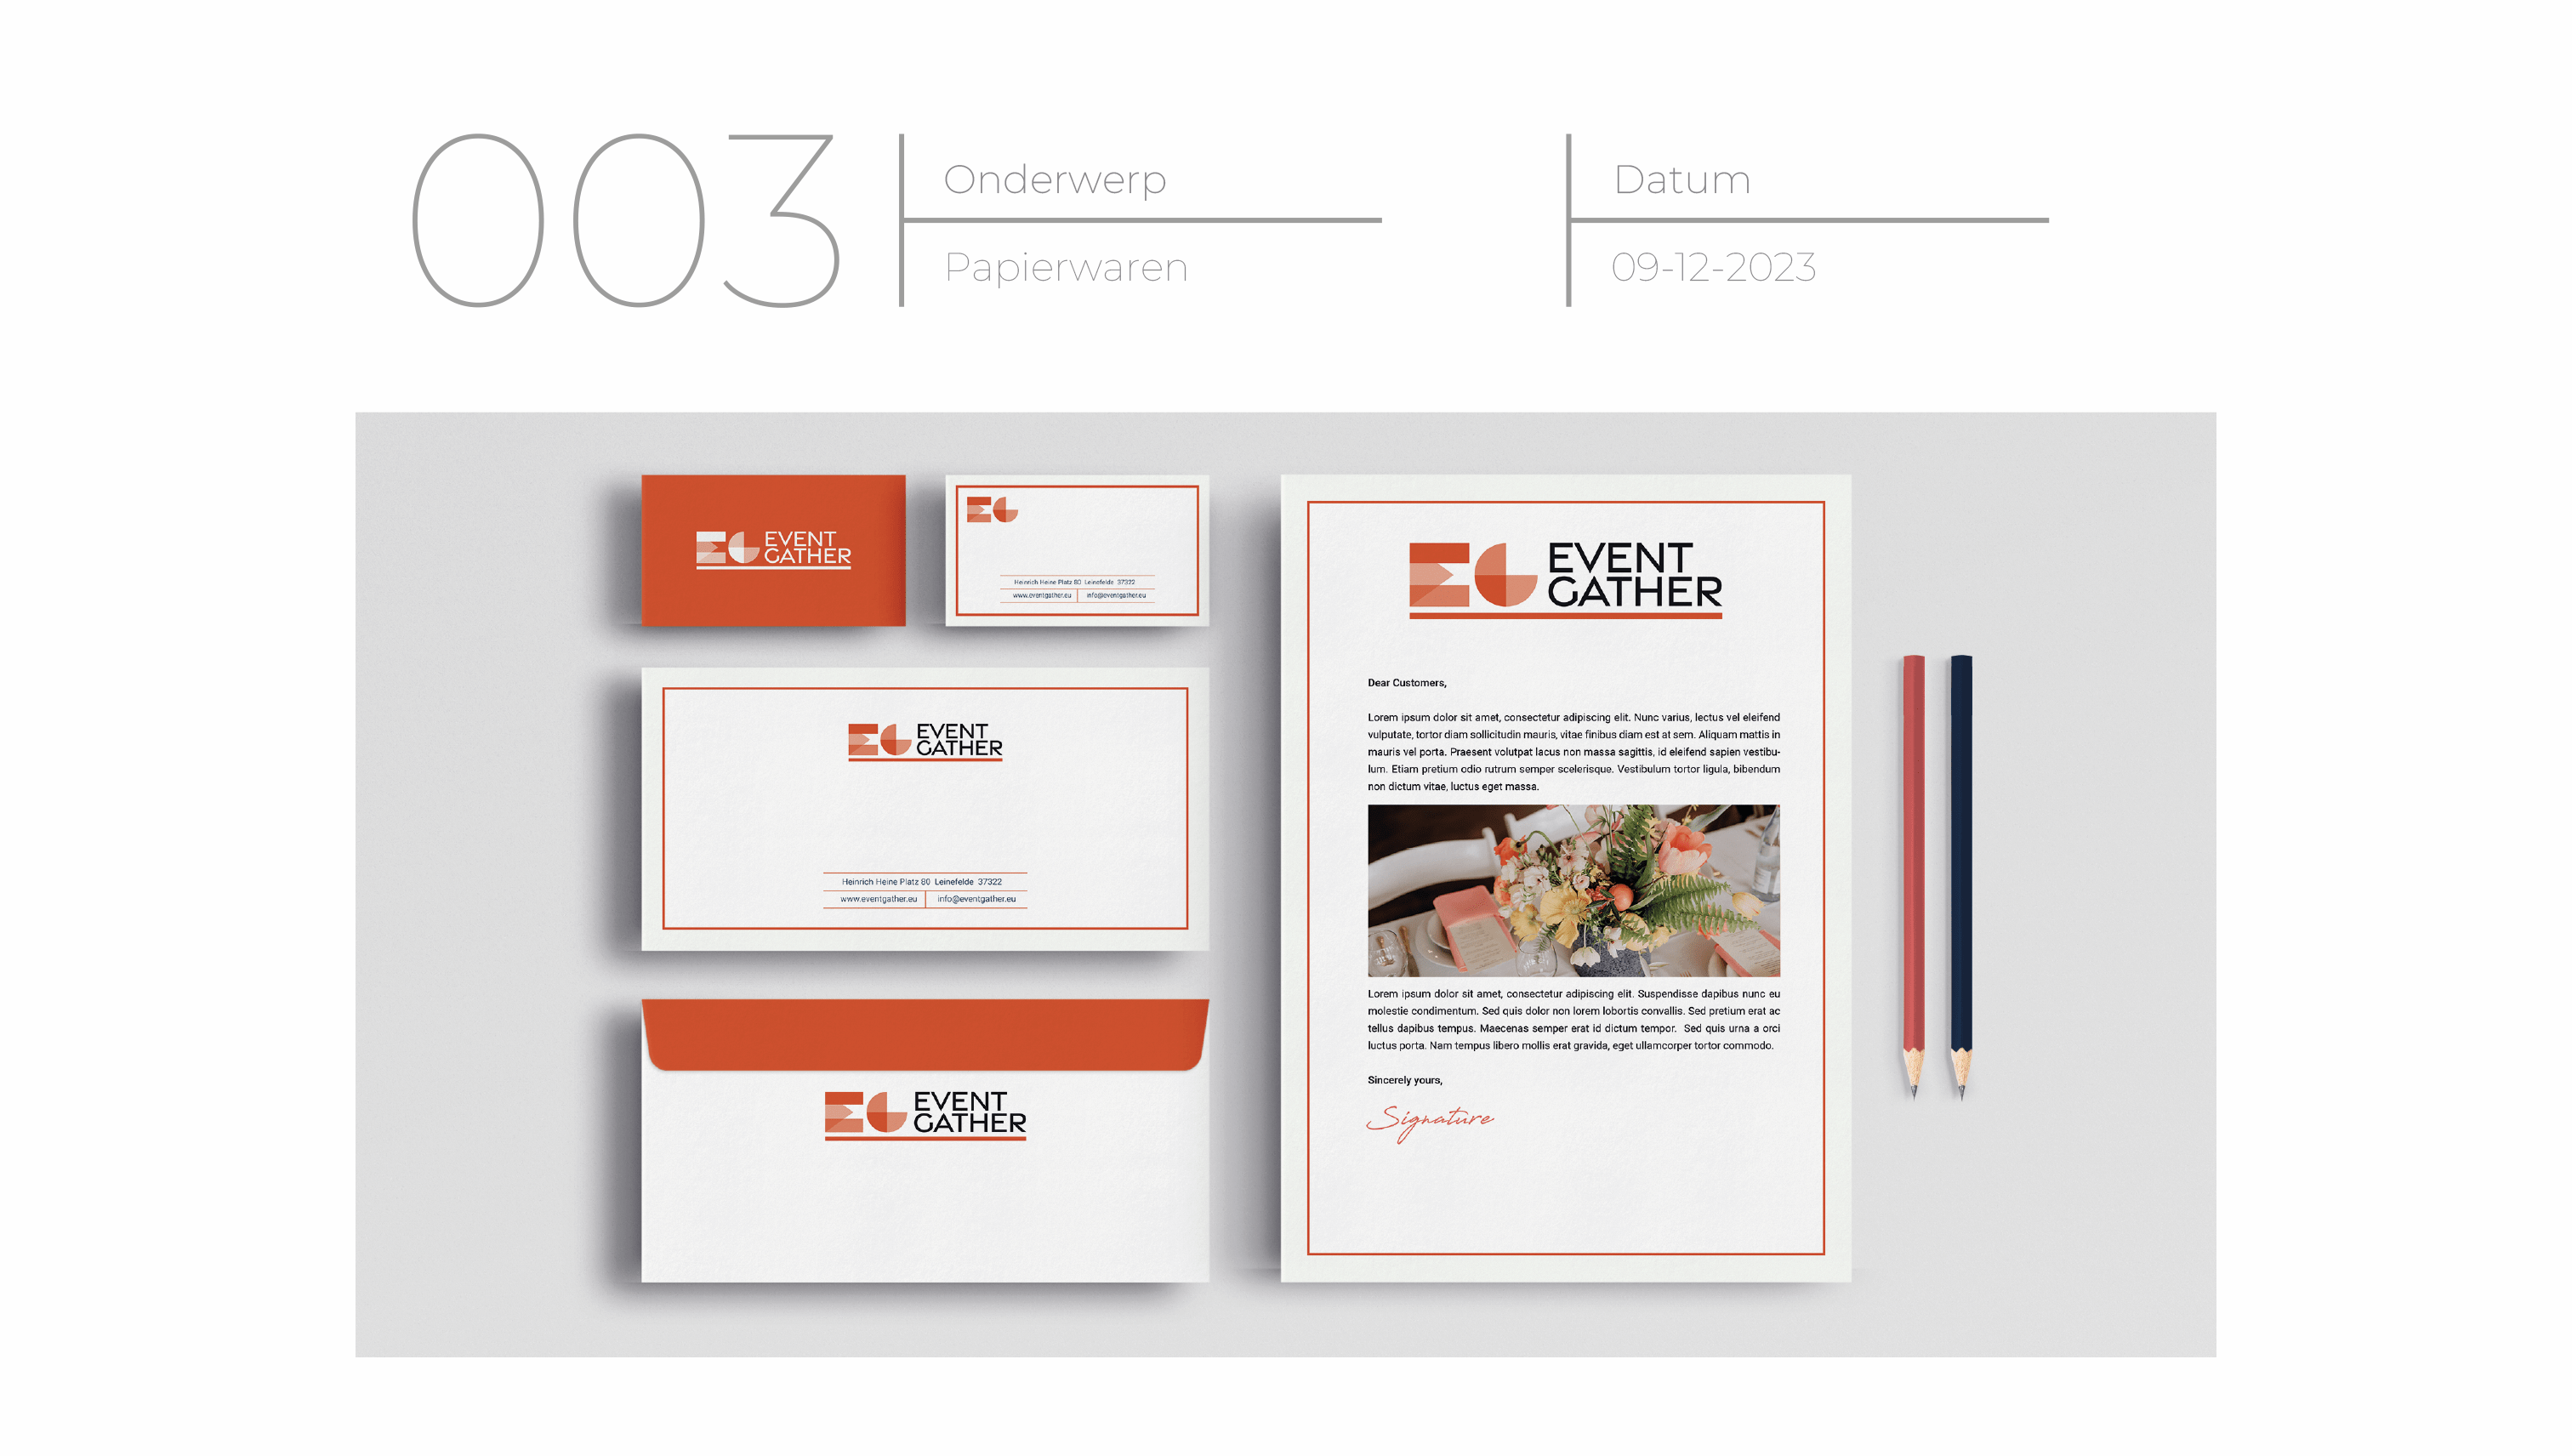 003
Onderwerp
Papierwaren
Datum
09-12-2023
EVENT
GATHER
Heinrich Heine Platz 80 Leinefelde 37322
www.eventgather.eu info@eventgather.eu
EVENT
GATHER
Heinrich Heine Platz 80 Leinefelde 37322
www.eventgather.eu info@eventgather.eu
EVENT
GATHER
EVENT
GATHER
Dear Customers,
Lorem ipsum dolor sit amet, consectetur adipiscing elit. Nunc varius, lectus vel eleifend
vulputate, tortor diam sollicitudin mauris, vitae finibus diam est at sem. Aliquam mattis in
mauris vel porta. Praesent volutpat lacus non massa sagittis, id eleifend sapien vestibu-
lum. Etiam pretium odio rutrum semper scelerisque. Vestibulum tortor ligula, bibendum
non dictum vitae, luctus eget massa.
Lorem ipsum dolor sit amet, consectetur adipiscing elit. Suspendisse dapibus nunc eu
molestie condimentum. Sed quis dolor non lorem lobortis convallis. Sed pretium erat ac
tellus dapibus tempus. Maecenas semper erat id dictum tempor. Sed quis urna a orci
luctus porta. Nam tempus libero mollis erat gravida, eget ullamcorper tortor commodo.
Sincerely yours,
Signature